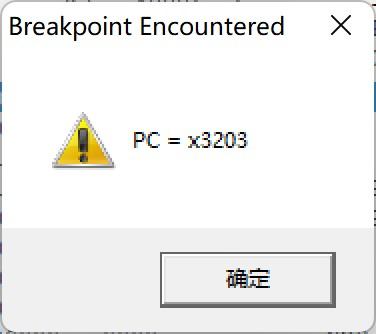 Breakpoint Encountered
PC = x3203
确定